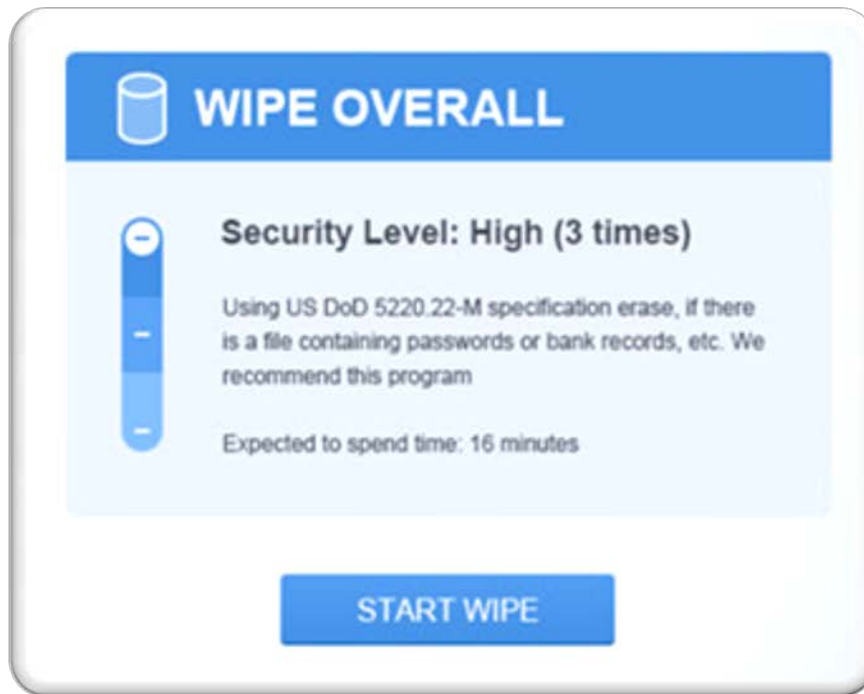 WIPE OVERALL
Security Level: High (3 times)
Using US DoD 5220.22-M specification erase, if there
is a file containing passwords or bank records, etc. We
recommend this program
Expected to spend time: 16 minutes
START WIPE